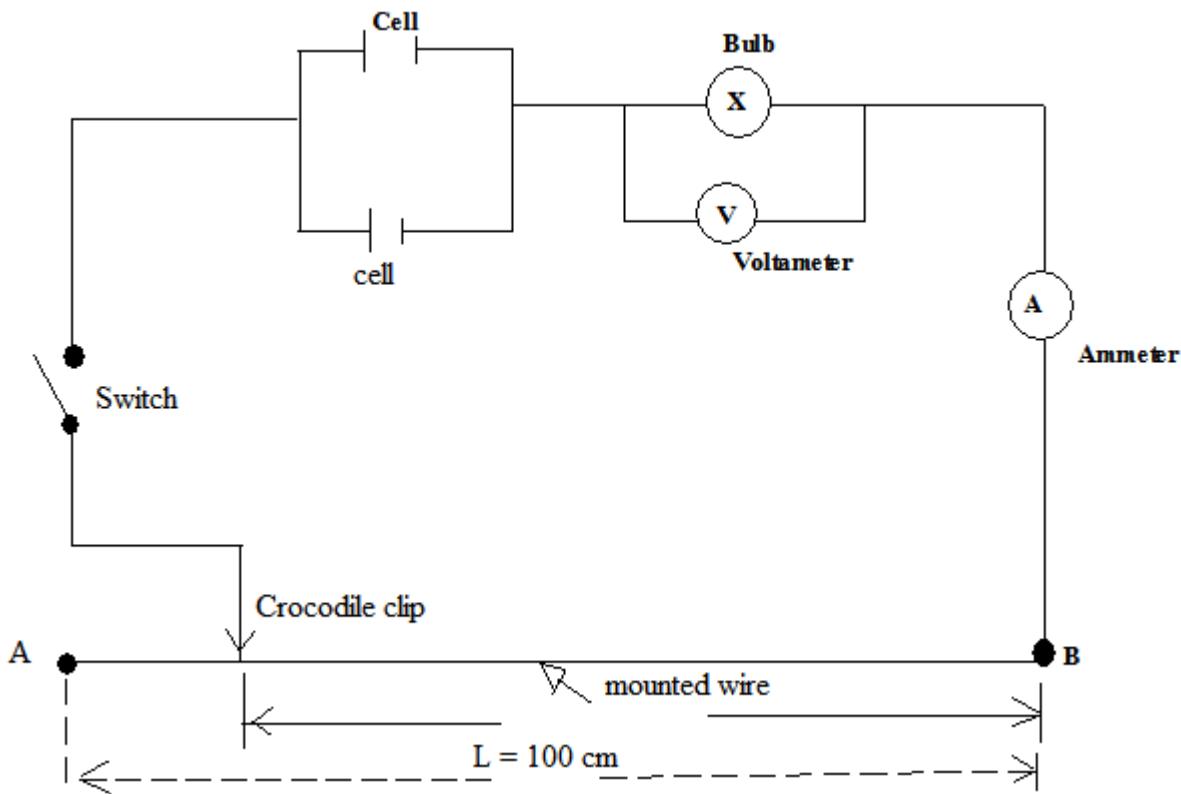 Cell
Bulb
X
V
Voltameter
cell
A
Ammeter
Switch
Crocodile clip
A
B
mounted wire
L = 100 cm